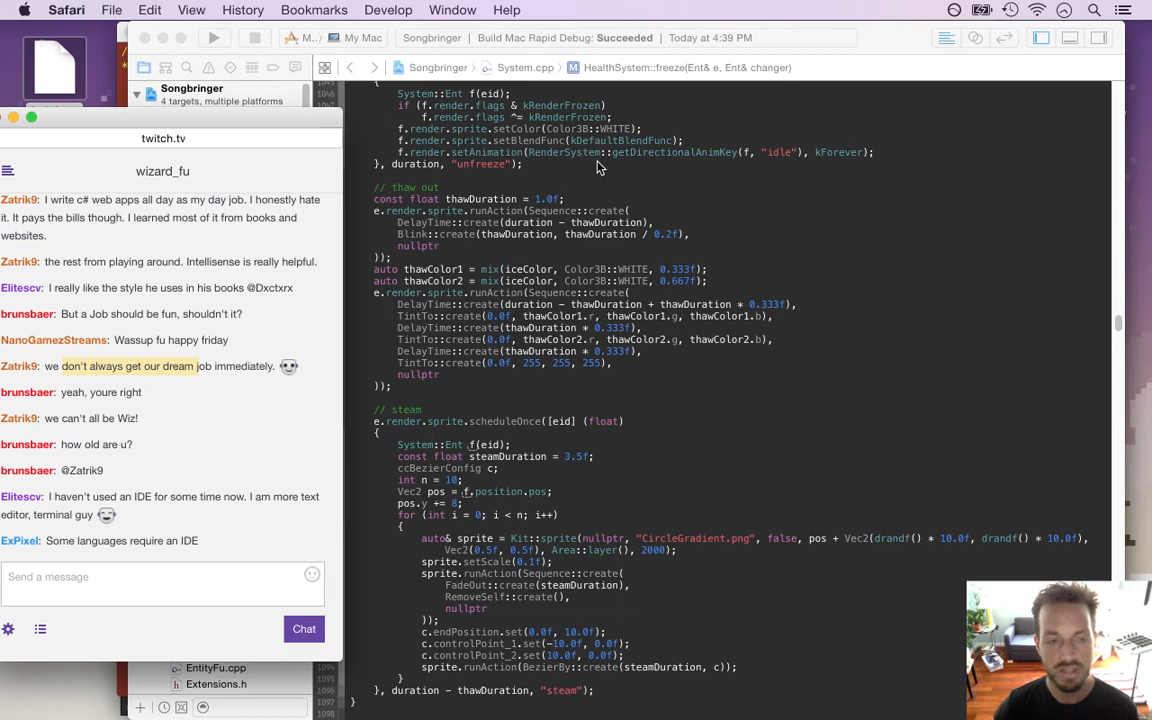 Safari File Edit View History Bookmarks Develop Window Help
M... My Mac
Songbringer Build Mac Rapid Debug: Succeeded Today at 4:39 PM
Songbringer System.cpp M HealthSystem::freeze(Ent& e, Ent& changer)
Songbringer
4 targets, multiple platforms
twitch.tv
wizard_fu
Zatrik9: I write c# web apps all day as my day job. I honestly
hate it. It pays the bills though. I learned most of it from books and
websites.
Zatrik9: the rest from playing around. Intellisense is really helpful.
Elitescv: I really like the style he uses in his books @Dxctxrx
brunsbaer: But a Job should be fun, shouldn't it?
NanoGamezStreams: Wassup fu happy friday
Zatrik9: we don't always get our dream job immediately.
brunsbaer: yeah, youre right
Zatrik9: we can't all be Wiz!
brunsbaer: how old are u?
brunsbaer: @Zatrik9
Elitescv: I haven't used an IDE for some time now. I am more text
editor, terminal guy
ExPixel: Some languages require an IDE
Send a message
Chat
EntityFu.cpp
Extensions.h
1046 {
System::Ent f(eid);
if (f.render.flags & kRenderFrozen)
f.render.flags ^= kRenderFrozen;
f.render.sprite.setColor(Color3B::WHITE);
f.render.sprite.setBlendFunc(kDefaultBlendFunc);
f.render.setAnimation(RenderSystem::getDirectionalAnimKey(f, "idle"), kForever);
}, duration, "unfreeze");
// thaw out
const float thawDuration = 1.0f;
e.render.sprite.runAction(Sequence::create(
DelayTime::create(duration - thawDuration),
Blink::create(thawDuration, thawDuration / 0.2f),
nullptr
));
auto thawColor1 = mix(iceColor, Color3B::WHITE, 0.333f);
auto thawColor2 = mix(iceColor, Color3B::WHITE, 0.667f);
e.render.sprite.runAction(Sequence::create(
DelayTime::create(duration - thawDuration + thawDuration * 0.333f),
TintTo::create(0.0f, thawColor1.r, thawColor1.g, thawColor1.b),
DelayTime::create(thawDuration * 0.333f),
TintTo::create(0.0f, thawColor2.r, thawColor2.g, thawColor2.b),
DelayTime::create(thawDuration * 0.333f),
TintTo::create(0.0f, 255, 255, 255),
nullptr
));
// steam
e.render.sprite.scheduleOnce([eid] (float)
{
System::Ent f(eid);
const float steamDuration = 3.5f;
ccBezierConfig c;
int n = 10;
Vec2 pos = f.position.pos;
pos.y += 8;
for (int i = 0; i < n; i++)
{
auto& sprite = Kit::sprite(nullptr, "CircleGradient.png", false, pos + Vec2(drandf() * 10.0f, drandf() * 10.0f),
Vec2(0.5f, 0.5f), Area::layer(), 2000);
sprite.setScale(0.1f);
sprite.runAction(Sequence::create(
FadeOut::create(steamDuration),
RemoveSelf::create(),
nullptr
));
c.endPosition.set(0.0f, 10.0f);
c.controlPoint_1.set(-10.0f, 0.0f);
c.controlPoint_2.set(10.0f, 0.0f);
sprite.runAction(BezierBy::create(steamDuration, c));
1095 }
1096 }, duration - thawDuration, "steam");
1097 }
1098